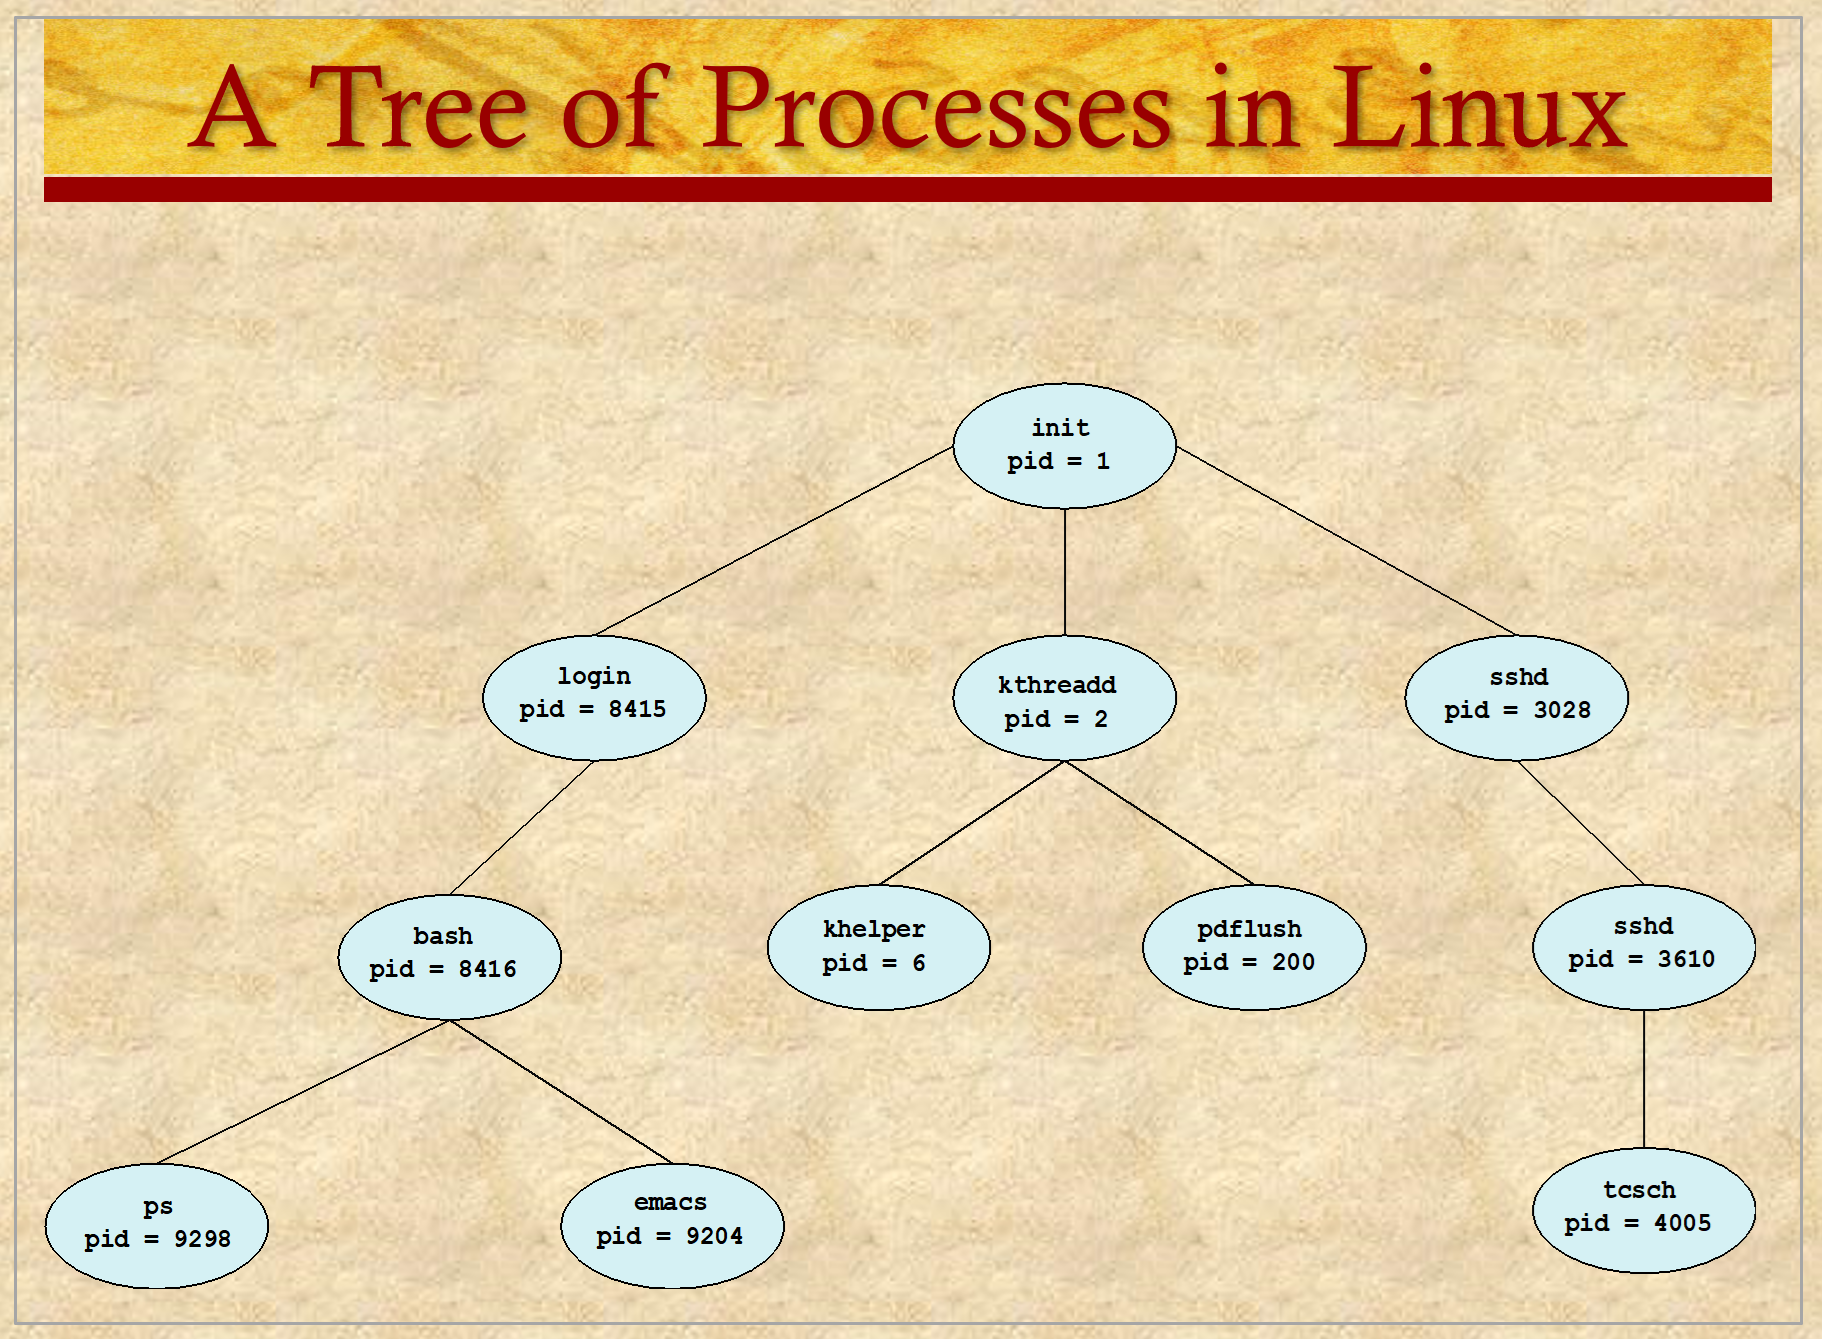 A Tree of Processes in Linux
init
pid = 1
login
pid = 8415
kthreadd
pid = 2
sshd
pid = 3028
bash
pid = 8416
khelper
pid = 6
pdflush
pid = 200
sshd
pid = 3610
ps
pid = 9298
emacs
pid = 9204
tcsch
pid = 4005